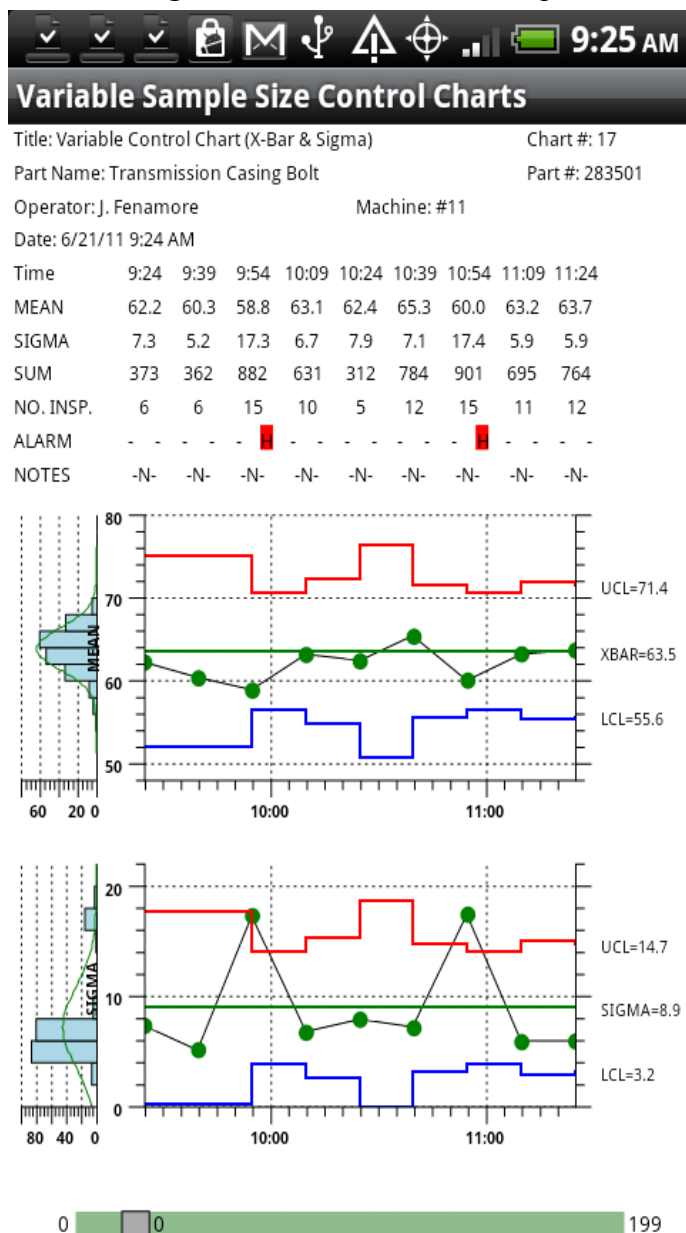 9:25 AM
Variable Sample Size Control Charts
Title: Variable Control Chart (X-Bar & Sigma) Chart #: 17
Part Name: Transmission Casing Bolt Part #: 283501
Operator: J. Fenamore Machine: #11
Date: 6/21/11 9:24 AM
Time 9:24 9:39 9:54 10:09 10:24 10:39 10:54 11:09 11:24
MEAN 62.2 60.3 58.8 63.1 62.4 65.3 60.0 63.2 63.7
SIGMA 7.3 5.2 17.3 6.7 7.9 7.1 17.4 5.9 5.9
SUM 373 362 882 631 312 784 901 695 764
NO. INSP. 6 6 15 10 5 12 15 11 12
ALARM - - - - - H - - - - - - - H - - - -
NOTES -N- -N- -N- -N- -N- -N- -N- -N- -N-
80
70
60
50
MEAN
UCL=71.4
XBAR=63.5
LCL=55.6
60 20 0 10:00 11:00
20
10
0
SIGMA
UCL=14.7
SIGMA=8.9
LCL=3.2
80 40 0 10:00 11:00
0 0 199